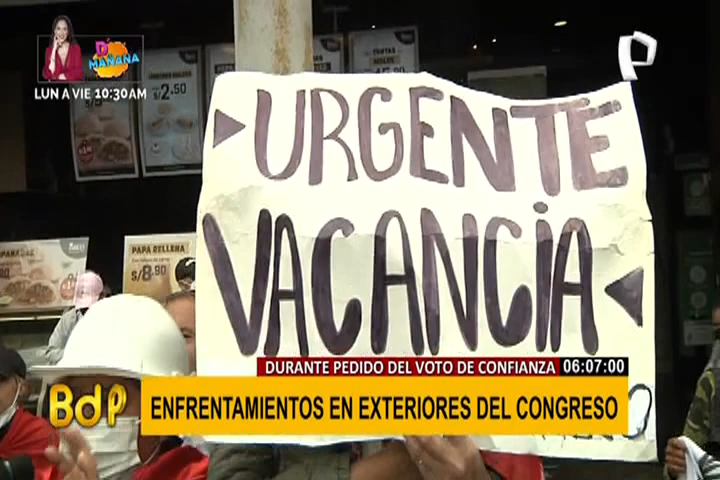 D'
MAÑANA
LUN A VIE 10:30AM
S/2.50
P
URGENTE
VACANCIA
PAPA RELLENA
S/8.90
DURANTE PEDIDO DEL VOTO DE CONFIANZA 06:07:00
BDP ENFRENTAMIENTOS EN EXTERIORES DEL CONGRESO